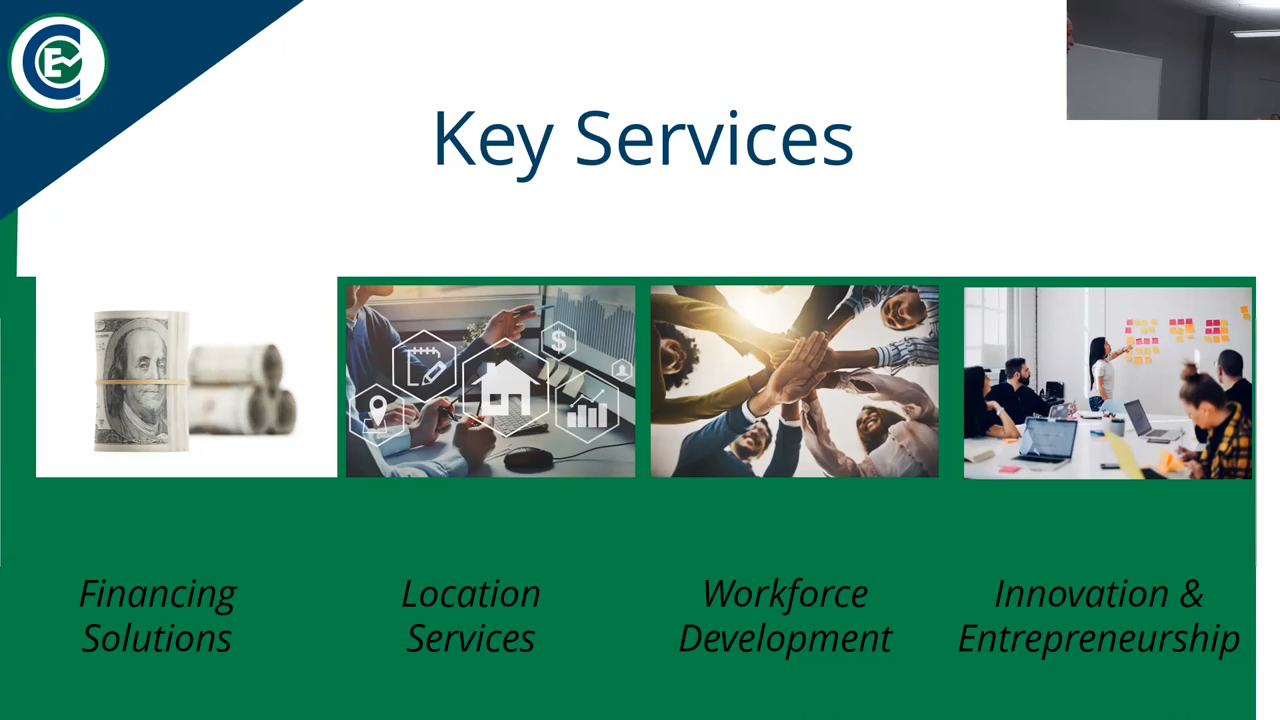 Key Services
Financing
Solutions
Location
Services
Workforce
Development
Innovation &
Entrepreneurship